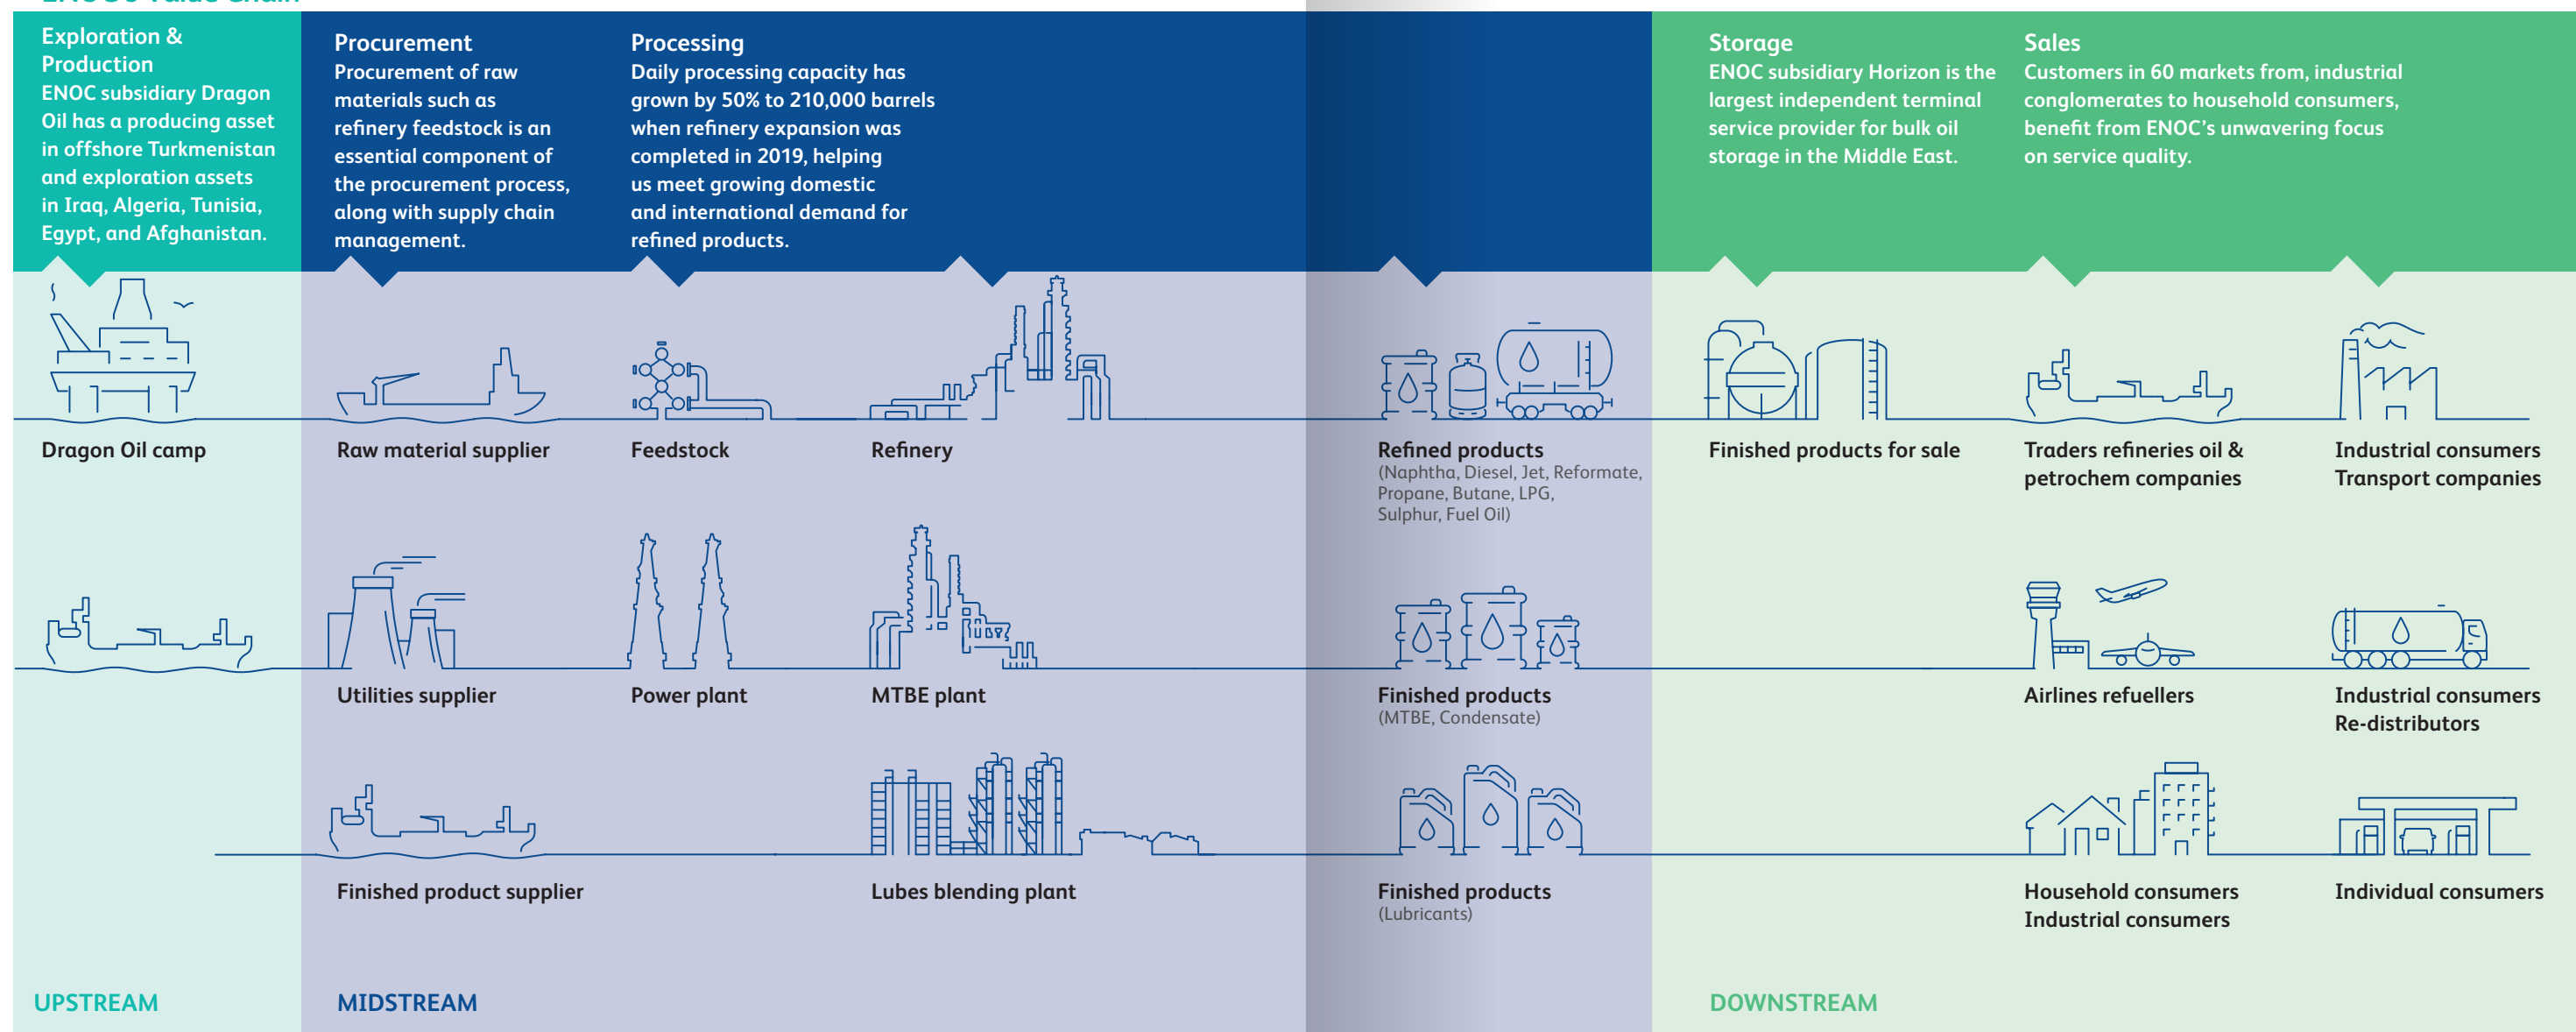 ENOC's Value Chain
Exploration &
Production
ENOC subsidiary Dragon
Oil has a producing asset
in offshore Turkmenistan
and exploration assets
in Iraq, Algeria, Tunisia,
Egypt, and Afghanistan.
Procurement
Procurement of raw
materials such as
refinery feedstock is an
essential component of
the procurement process,
along with supply chain
management.
Processing
Daily processing capacity has
grown by 50% to 210,000 barrels
when refinery expansion was
completed in 2019, helping
us meet growing domestic
and international demand for
refined products.
Storage
ENOC subsidiary Horizon is the
largest independent terminal
service provider for bulk oil
storage in the Middle East.
Sales
Customers in 60 markets from, industrial
conglomerates to household consumers,
benefit from ENOC’s unwavering focus
on service quality.
Dragon Oil camp
Raw material supplier
Feedstock
Refinery
Refined products
(Naphtha, Diesel, Jet, Reformate,
Propane, Butane, LPG,
Sulphur, Fuel Oil)
Finished products for sale
Traders refineries oil &
petrochem companies
Industrial consumers
Transport companies
Utilities supplier
Power plant
MTBE plant
Finished products
(MTBE, Condensate)
Airlines refuellers
Industrial consumers
Re-distributors
Finished product supplier
Lubes blending plant
Finished products
(Lubricants)
Household consumers
Industrial consumers
Individual consumers
UPSTREAM
MIDSTREAM
DOWNSTREAM